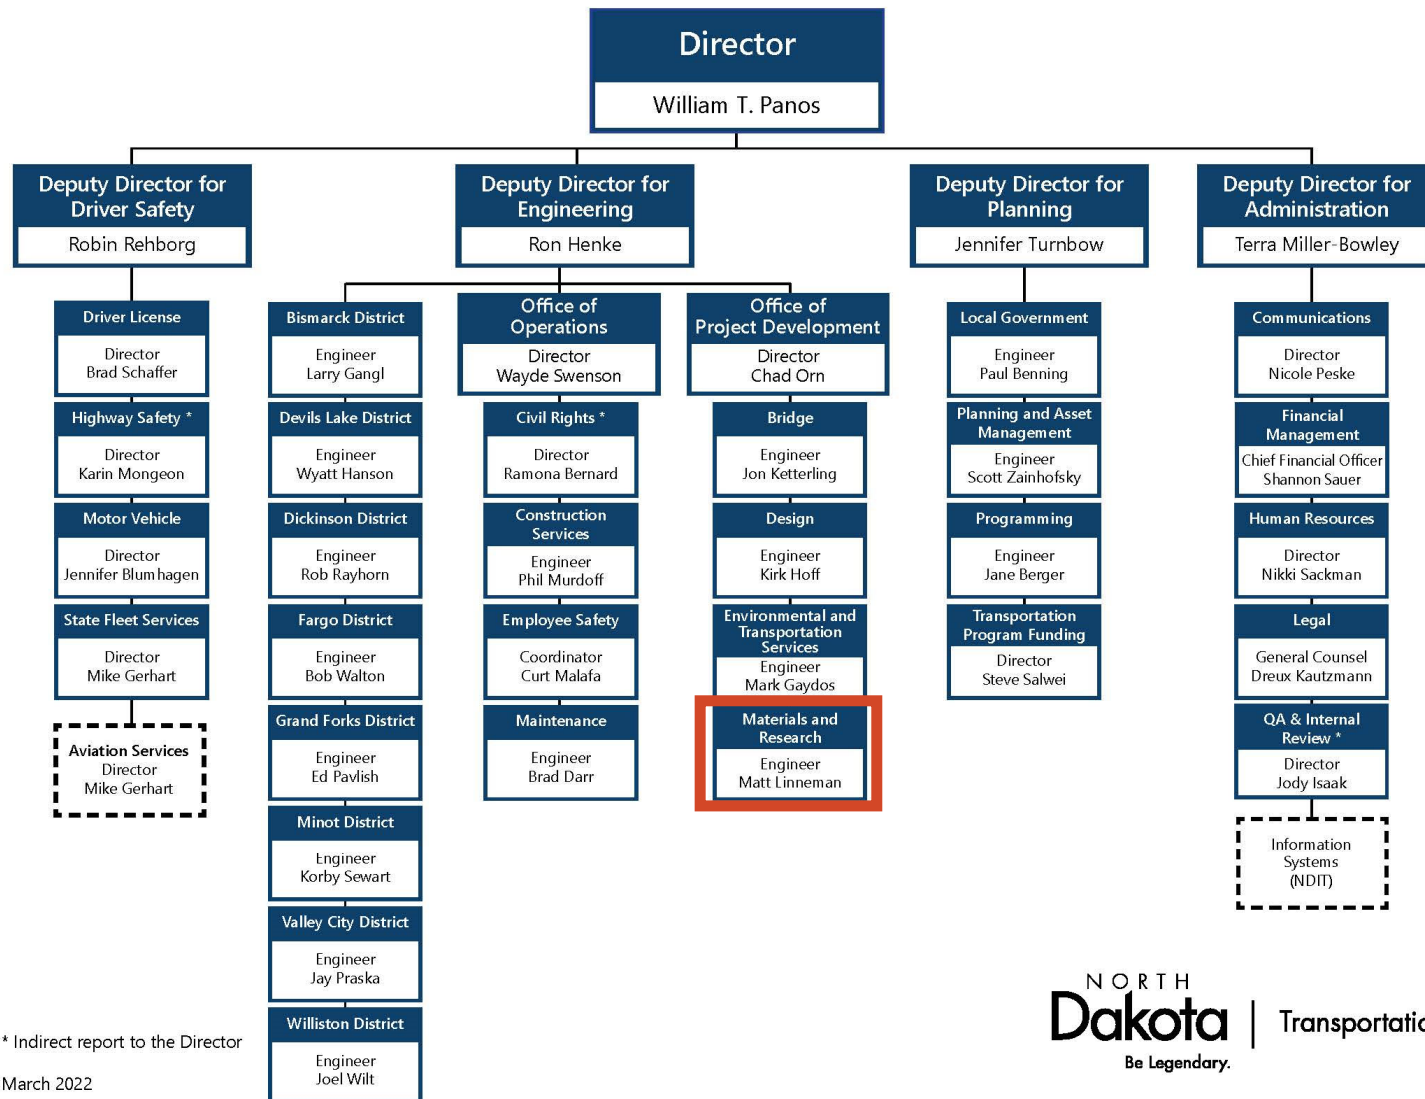 Director
William T. Panos
Deputy Director for
Driver Safety
Robin Rehborg
Driver License
Director
Brad Schaffer
Highway Safety *
Director
Karin Mongeon
Motor Vehicle
Director
Jennifer Blumhagen
State Fleet Services
Director
Mike Gerhart
Aviation Services
Director
Mike Gerhart
Deputy Director for
Engineering
Ron Henke
Bismarck District
Engineer
Larry Gangl
Devils Lake District
Engineer
Wyatt Hanson
Dickinson District
Engineer
Rob Rayhorn
Fargo District
Engineer
Bob Walton
Grand Forks District
Engineer
Ed Pavlish
Minot District
Engineer
Korby Sewart
Valley City District
Engineer
Jay Praska
Williston District
Engineer
Joel Wilt
Office of
Operations
Director
Wayde Swenson
Civil Rights *
Director
Ramona Bernard
Construction
Services
Engineer
Phil Murdoff
Employee Safety
Coordinator
Curt Malafa
Maintenance
Engineer
Brad Darr
Office of
Project Development
Director
Chad Orn
Bridge
Engineer
Jon Ketterling
Design
Engineer
Kirk Hoff
Environmental and
Transportation
Services
Engineer
Mark Gaydos
Materials and
Research
Engineer
Matt Linneman
Deputy Director for
Planning
Jennifer Turnbow
Local Government
Engineer
Paul Benning
Planning and Asset
Management
Engineer
Scott Zainhofsky
Programming
Engineer
Jane Berger
Transportation
Program Funding
Director
Steve Salwei
Deputy Director for
Administration
Terra Miller-Bowley
Communications
Director
Nicole Peske
Financial
Management
Chief Financial Officer
Shannon Sauer
Human Resources
Director
Nikki Sackman
Legal
General Counsel
Dreux Kautzmann
QA & Internal
Review *
Director
Jody Isaak
Information
Systems
(NDIT)
* Indirect report to the Director
March 2022
NORTH
Dakota
Be Legendary.
Transportatio